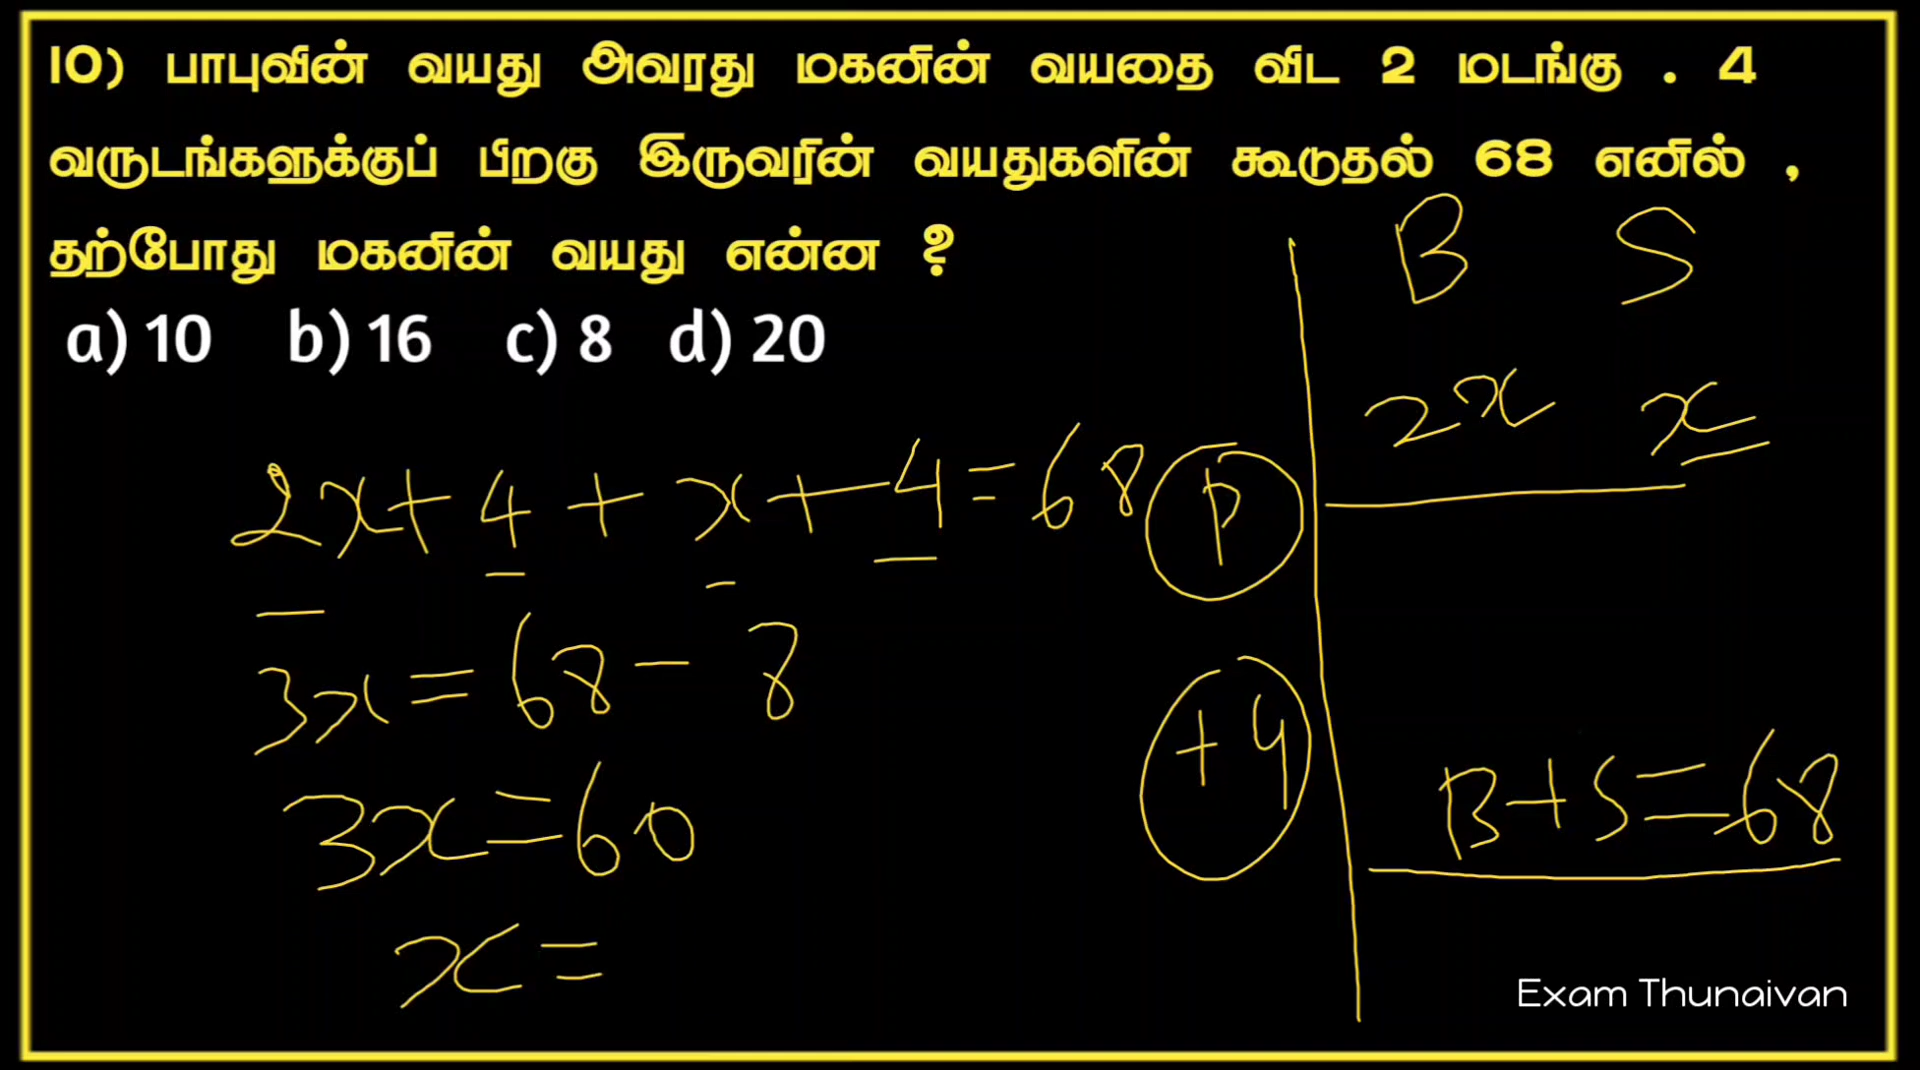 10) பாபுவின் வயது அவரது மகனின் வயதை விட 2 மடங்கு . 4
வருடங்களுக்குப் பிறகு இருவரின் வயதுகளின் கூடுதல் 68 எனில் ,
தற்போது மகனின் வயது என்ன ?
a) 10 b) 16 c) 8 d) 20
B S
2x x
2x + 4 + x + 4 = 68
P
3x = 68 - 8
+4
B + S = 68
3x = 60
x =
Exam Thunaivan